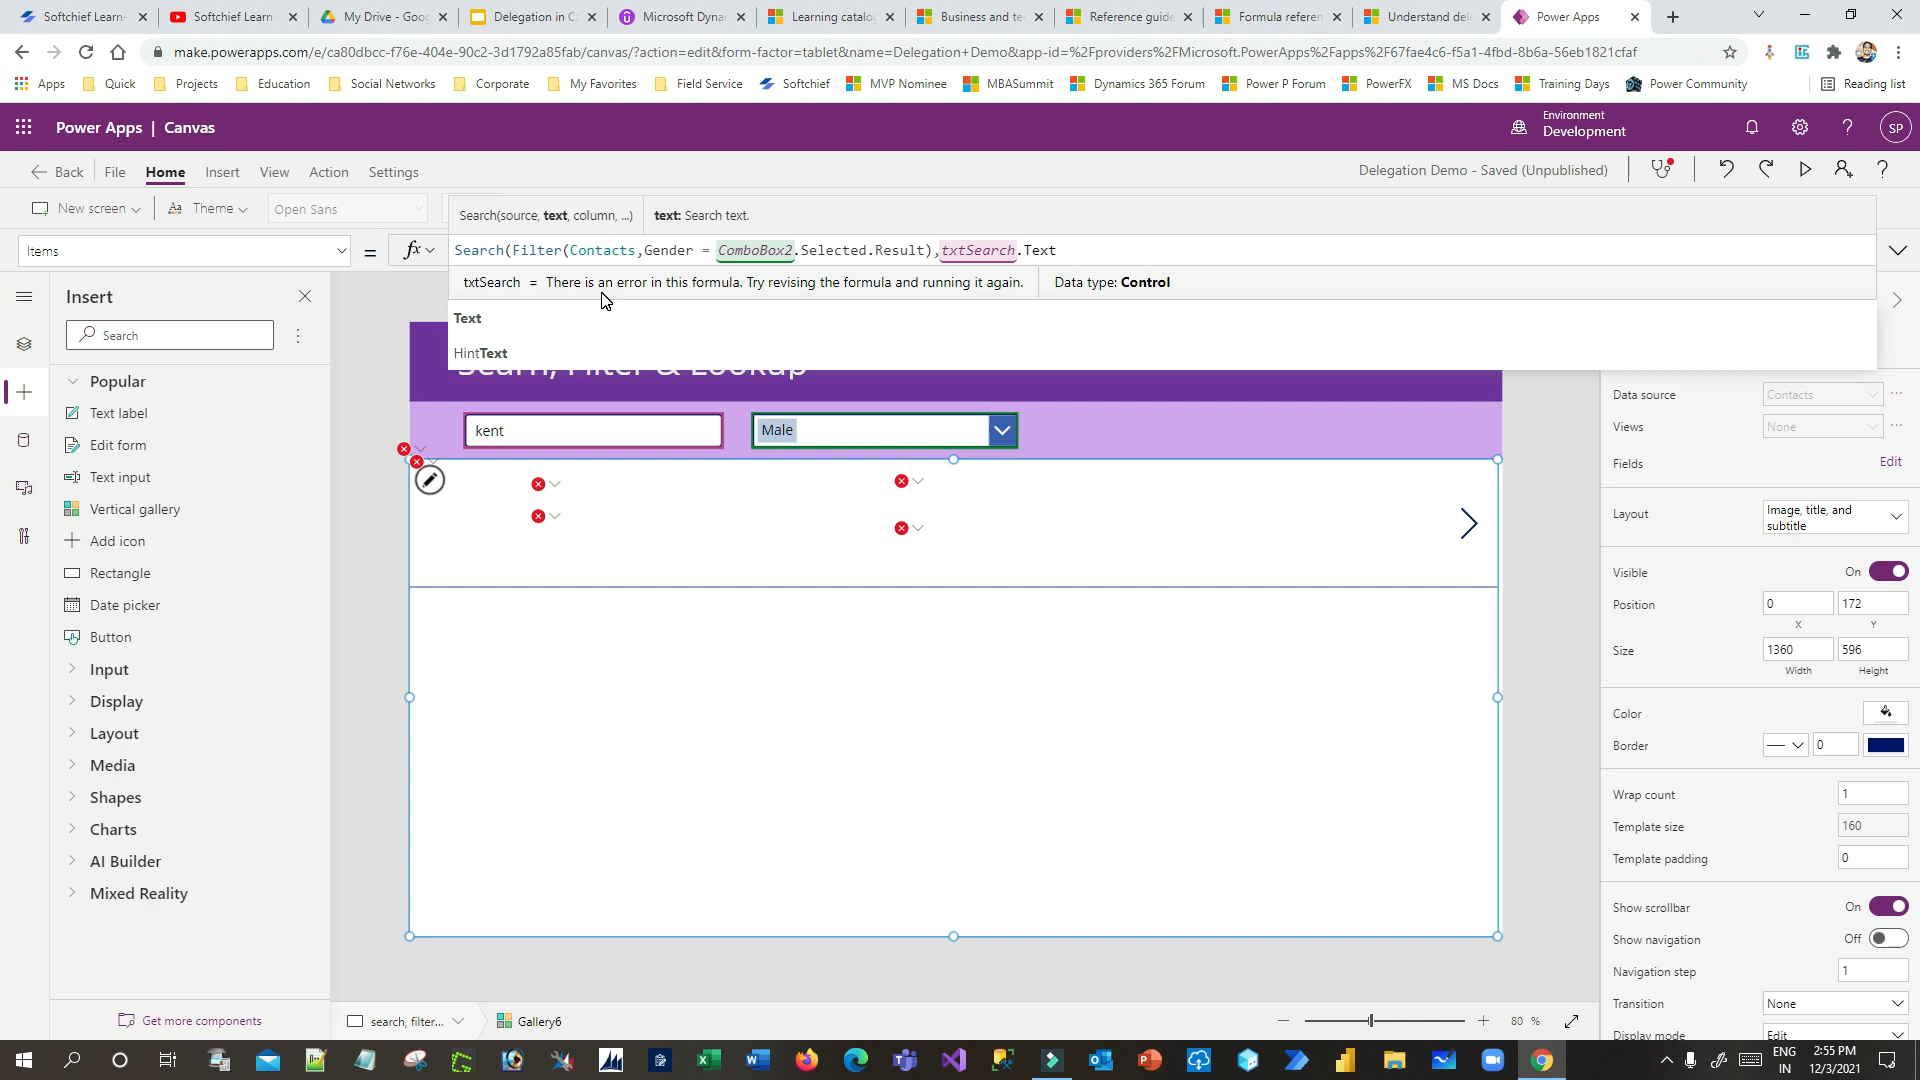 Softchief Learn-
Softchief Learn
My Drive - Goo
Delegation in C
Microsoft Dyna
Learning catalo
Business and te
Reference guide
Formula referen
Understand del
Power Apps
make.powerapps.com/e/ca80dbcc-f76e-404e-90c2-3d1792a85fab/canvas/?action=edit&form-factor=tablet&name=Delegation+Demo&app-id=%2Fproviders%2FMicrosoft.PowerApps%2Fapps%2F67fae4c6-f5a1-4fbd-8b6a-56eb1821cfaf
Apps
Quick
Projects
Education
Social Networks
My Favorites
Corporate
Field Service
Softchief
MVP Nominee
MBASummit
Dynamics 365 Forum
Power P Forum
PowerFX
MS Docs
Training Days
Power Community
Reading list
Power Apps | Canvas
Environment
Development
SP
Back
File
Home
Insert
View
Action
Settings
Delegation Demo - Saved (Unpublished)
New screen
Theme
Open Sans
Search(source, text, column, ...)
text: Search text.
Items
=
fx
Search(Filter(Contacts,Gender = ComboBox2.Selected.Result),txtSearch.Text
txtSearch = There is an error in this formula. Try revising the formula and running it again.
Data type: Control
Text
HintText
Insert
Search
Popular
Text label
Edit form
Text input
Vertical gallery
Add icon
Rectangle
Date picker
Button
Input
Display
Layout
Media
Shapes
Charts
AI Builder
Mixed Reality
Get more components
Search, Filter & Lookup
kent
Male
Data source
Contacts
Views
None
Fields
Edit
Layout
Image, title, and
subtitle
Visible
On
Position
0
172
X
Y
Size
1360
596
Width
Height
Color
Border
0
Wrap count
1
Template size
160
Template padding
0
Show scrollbar
On
Show navigation
Off
Navigation step
1
Transition
None
Display mode
Edit
search, filter...
Gallery6
80 %
ENG
IN
2:55 PM
12/3/2021